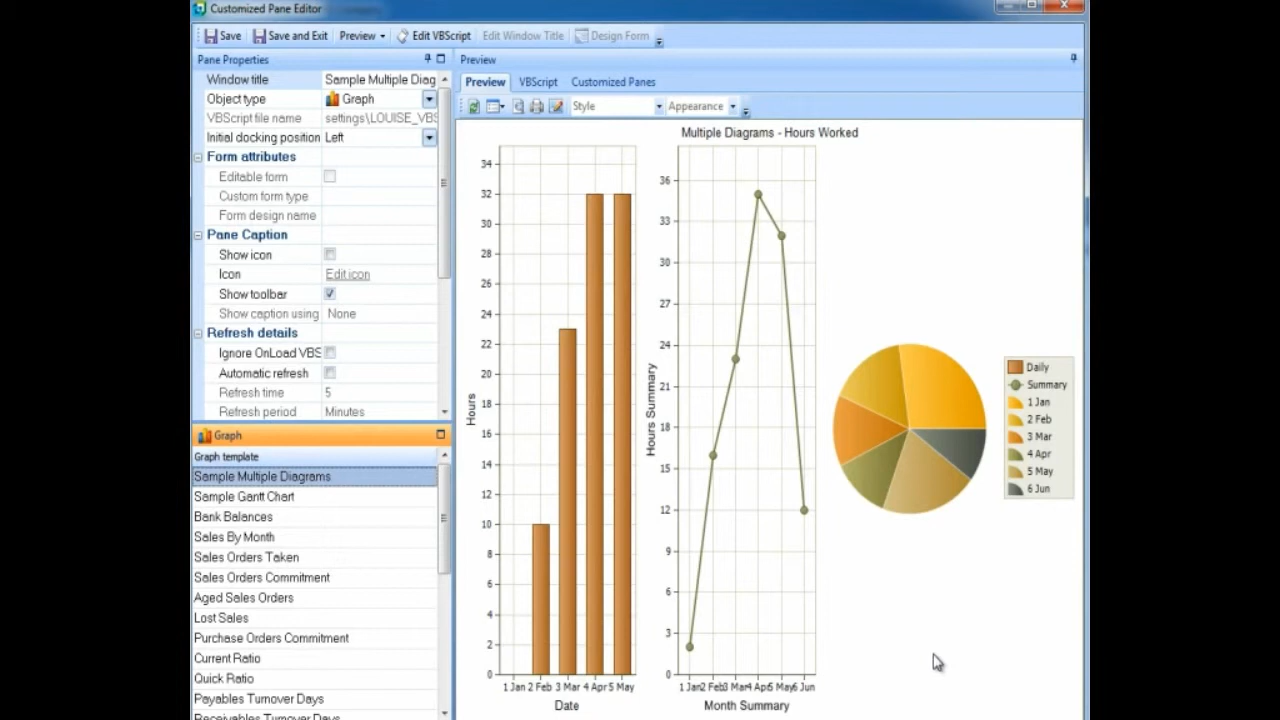 Customized Pane Editor
Save Save and Exit Preview Edit VBScript Edit Window Title Design Form
Pane Properties
Window title Sample Multiple Diag
Object type Graph
VBScript file name settings\LOUISE_VBS
Initial docking position Left
Form attributes
Editable form
Custom form type
Form design name
Pane Caption
Show icon
Icon Edit icon
Show toolbar
Show caption using None
Refresh details
Ignore OnLoad VBS
Automatic refresh
Refresh time 5
Refresh period Minutes
Graph
Graph template
Sample Multiple Diagrams
Sample Gantt Chart
Bank Balances
Sales By Month
Sales Orders Taken
Sales Orders Commitment
Aged Sales Orders
Lost Sales
Purchase Orders Commitment
Current Ratio
Quick Ratio
Payables Turnover Days
Receivables Turnover Days
Preview
Preview VBScript Customized Panes
Style Appearance
Multiple Diagrams - Hours Worked
34
32
30
28
26
24
22
20
18
16
14
12
10
8
6
4
2
0
Hours
1 Jan 2 Feb 3 Mar 4 Apr 5 May
Date
36
33
30
27
24
21
18
15
12
9
6
3
0
Hours Summary
1 Jan 2 Feb 3 Mar 4 Apr 5 May 6 Jun
Month Summary
Daily
Summary
1 Jan
2 Feb
3 Mar
4 Apr
5 May
6 Jun